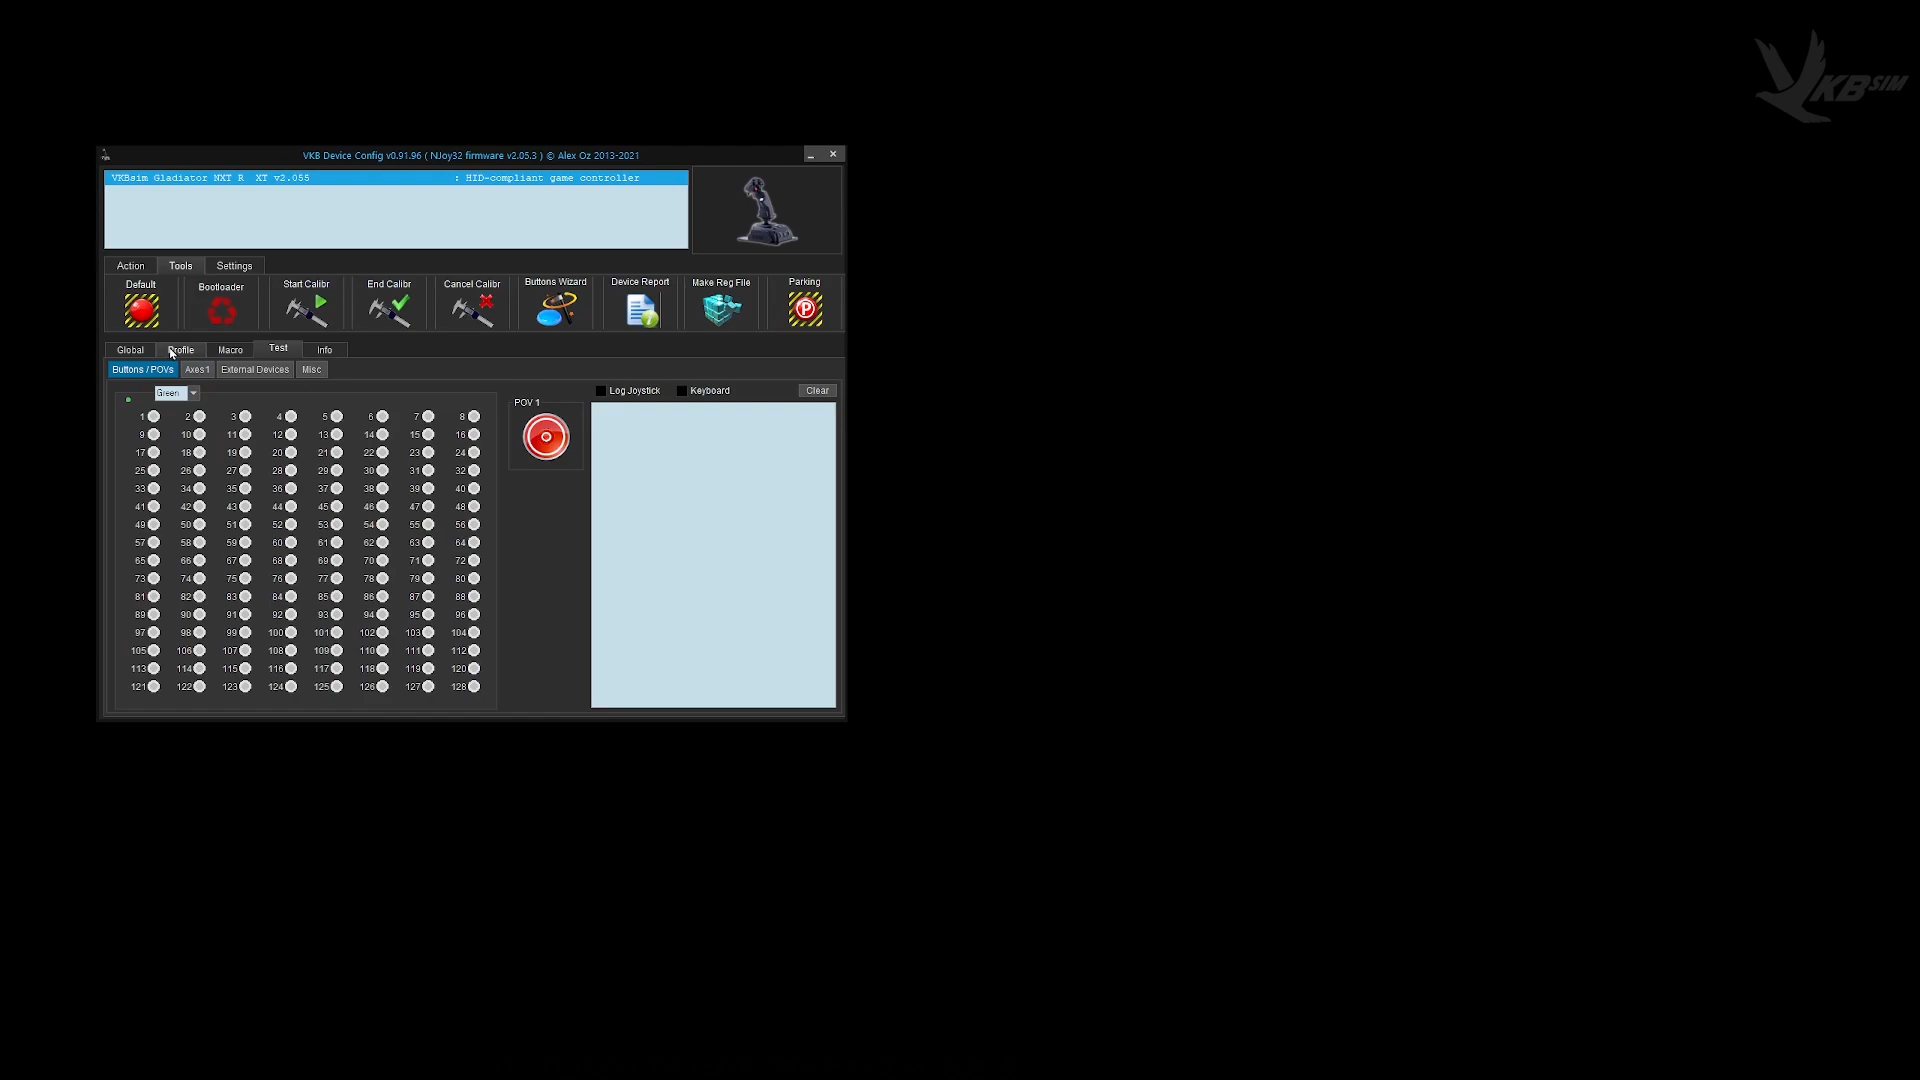 VKBSIM
VKB Device Config v0.91.96 ( NJoy32 firmware v2.05.3 ) © Alex Oz 2013-2021
VKBsim Gladiator NXT R XT v2.055 : HID-compliant game controller
Action Tools Settings
Default Bootloader Start Calibr End Calibr Cancel Calibr Buttons Wizard Device Report Make Reg File Parking
Global Profile Macro Test Info
Buttons / POVs Axes1 External Devices Misc
Green Log Joystick Keyboard Clear
POV 1
1 2 3 4 5 6 7 8
9 10 11 12 13 14 15 16
17 18 19 20 21 22 23 24
25 26 27 28 29 30 31 32
33 34 35 36 37 38 39 40
41 42 43 44 45 46 47 48
49 50 51 52 53 54 55 56
57 58 59 60 61 62 63 64
65 66 67 68 69 70 71 72
73 74 75 76 77 78 79 80
81 82 83 84 85 86 87 88
89 90 91 92 93 94 95 96
97 98 99 100 101 102 103 104
105 106 107 108 109 110 111 112
113 114 115 116 117 118 119 120
121 122 123 124 125 126 127 128